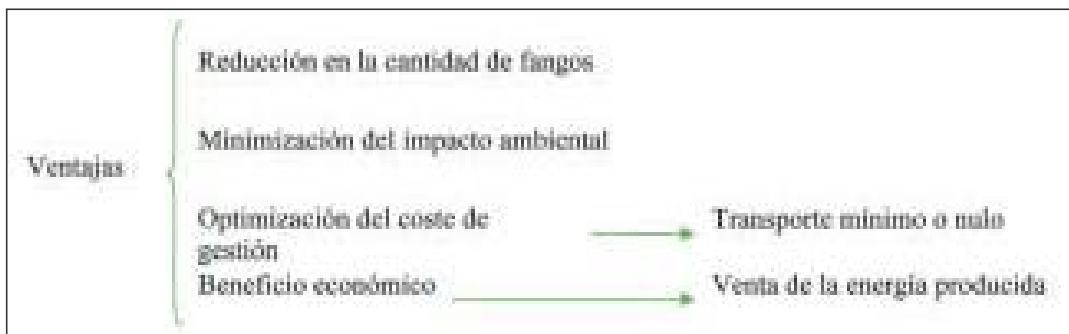 Reducción en la cantidad de fangos
Minimización del impacto ambiental
Ventajas
Optimización del coste de
gestión
Transporte mínimo o nulo
Beneficio económico
Venta de la energía producida